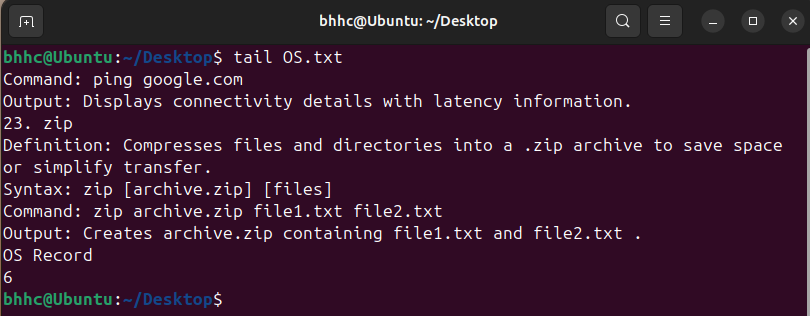 bhhc@Ubuntu: ~/Desktop
bhhc@Ubuntu:~/Desktop$ tail OS.txt
Command: ping google.com
Output: Displays connectivity details with latency information.
23. zip
Definition: Compresses files and directories into a .zip archive to save space
or simplify transfer.
Syntax: zip [archive.zip] [files]
Command: zip archive.zip file1.txt file2.txt
Output: Creates archive.zip containing file1.txt and file2.txt .
OS Record
6
bhhc@Ubuntu:~/Desktop$